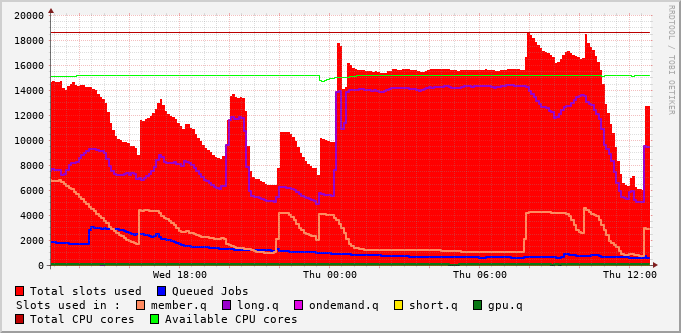 20000
18000
16000
14000
12000
10000
8000
6000
4000
2000
0
Wed 18:00 Thu 00:00 Thu 06:00 Thu 12:00
Total slots used Queued Jobs
Slots used in : member.q long.q ondemand.q short.q gpu.q
Total CPU cores Available CPU cores
RRDTOOL / TOBI OETIKER